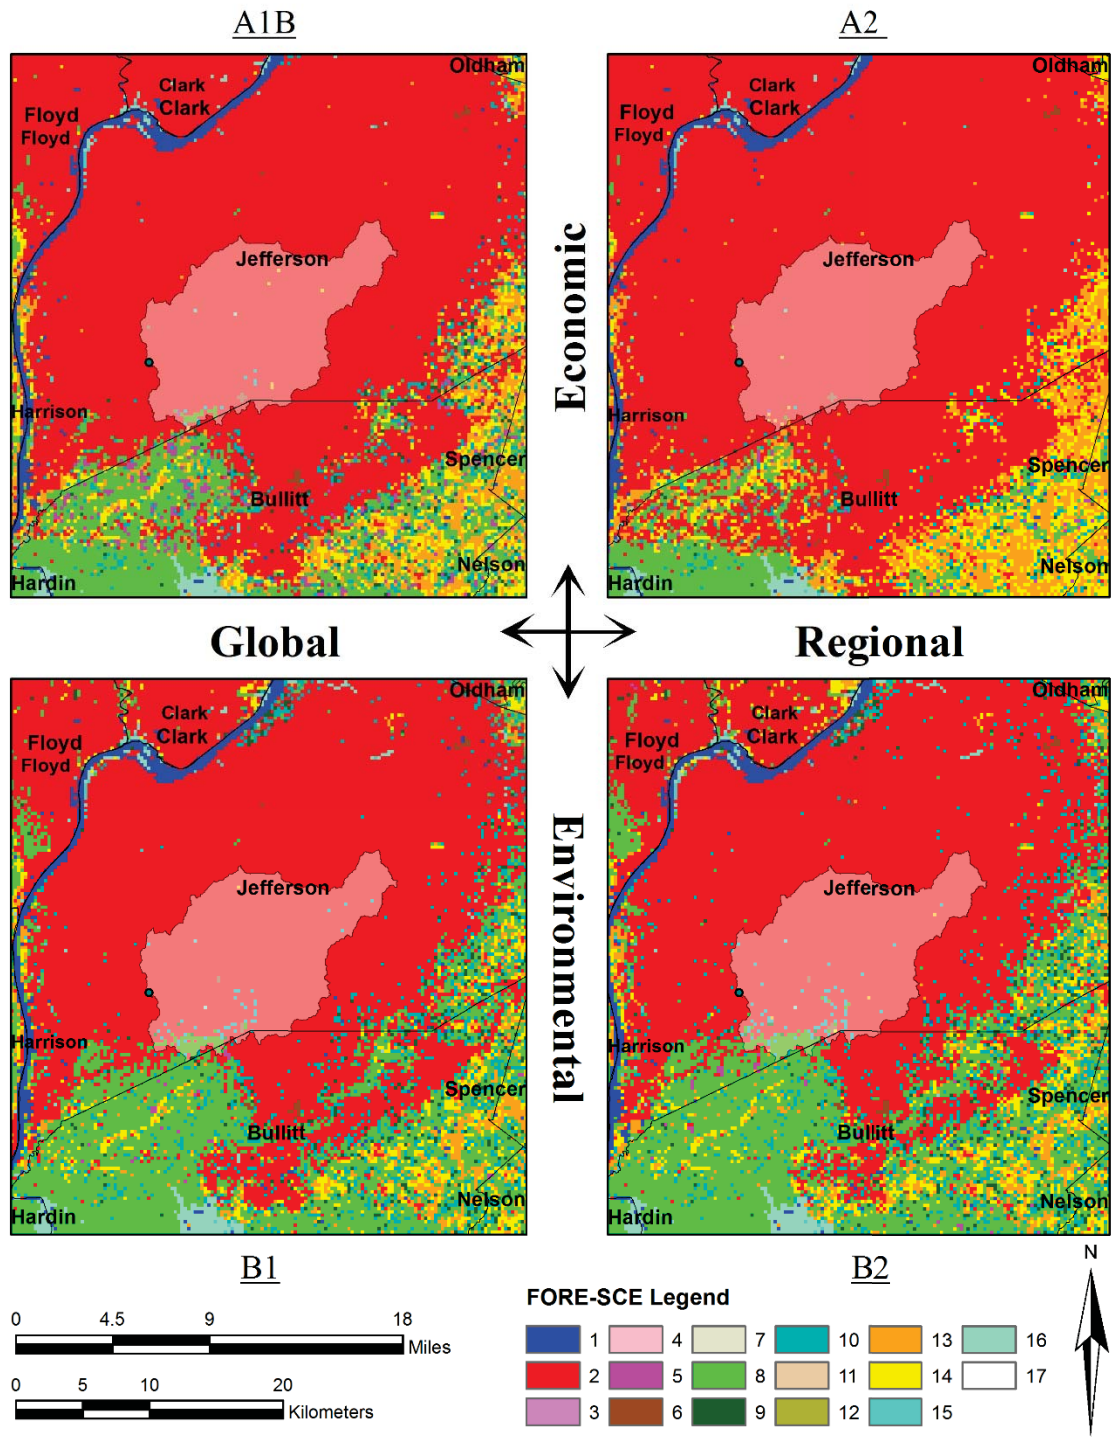 A1B
A2
Oldham
Clark
Clark
Floyd
Floyd
Jefferson
Harrison
Spencer
Bullitt
Nelson
Hardin
Oldham
Clark
Clark
Floyd
Floyd
Jefferson
Harrison
Spencer
Bullitt
Nelson
Hardin
Economic
Global
Regional
Environmental
Oldham
Clark
Clark
Floyd
Floyd
Jefferson
Harrison
Spencer
Bullitt
Nelson
Hardin
Oldham
Clark
Clark
Floyd
Floyd
Jefferson
Harrison
Spencer
Bullitt
Nelson
Hardin
B1
B2
N
0 4.5 9 18
Miles
0 5 10 20
Kilometers
FORE-SCE Legend
1 4 7 10 13 16
2 5 8 11 14 17
3 6 9 12 15